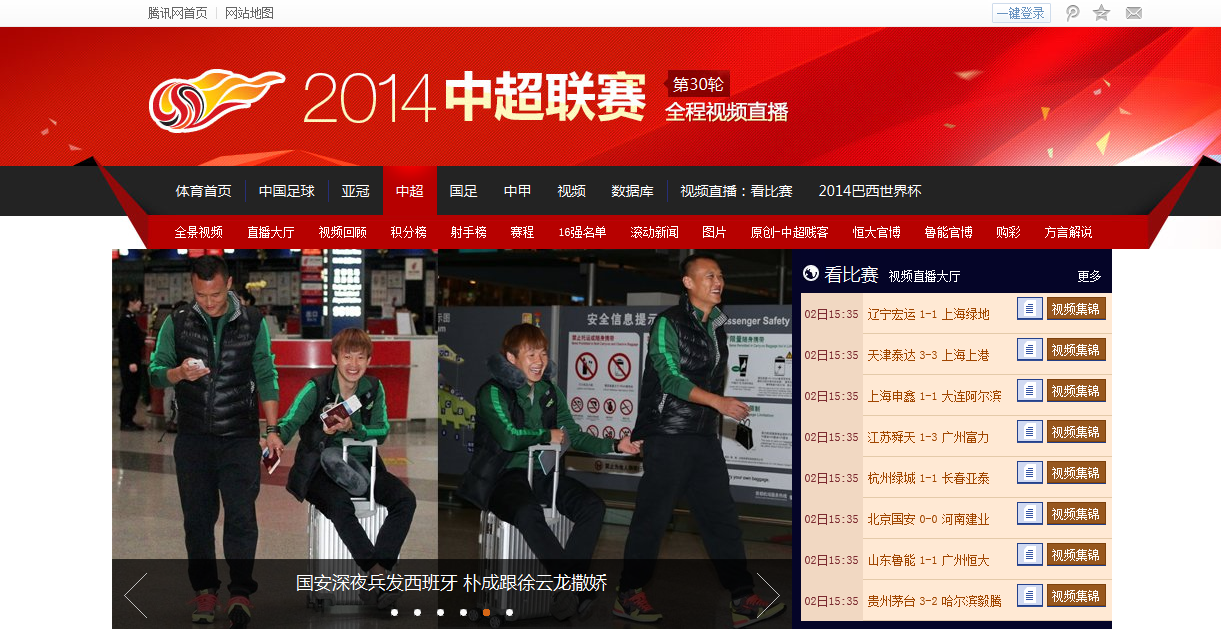 腾讯网首页 网站地图 一键登录
2014中超联赛 第30轮
全程视频直播
体育首页 中国足球 亚冠 中超 国足 中甲 视频 数据库 视频直播：看比赛 2014巴西世界杯
全景视频 直播大厅 视频回顾 积分榜 射手榜 赛程 16强名单 滚动新闻 图片 原创-中超贱客 恒大官博 鲁能官博 购彩 方言解说
安全信息提示
Passenger Safety
国安深夜兵发西班牙 朴成跟徐云龙撒娇
看比赛 视频直播大厅 更多
02日15:35 辽宁宏运 1-1 上海绿地 视频集锦
02日15:35 天津泰达 3-3 上海上港 视频集锦
02日15:35 上海申鑫 1-1 大连阿尔滨 视频集锦
02日15:35 江苏舜天 1-3 广州富力 视频集锦
02日15:35 杭州绿城 1-1 长春亚泰 视频集锦
02日15:35 北京国安 0-0 河南建业 视频集锦
02日15:35 山东鲁能 1-1 广州恒大 视频集锦
02日15:35 贵州茅台 3-2 哈尔滨毅腾 视频集锦